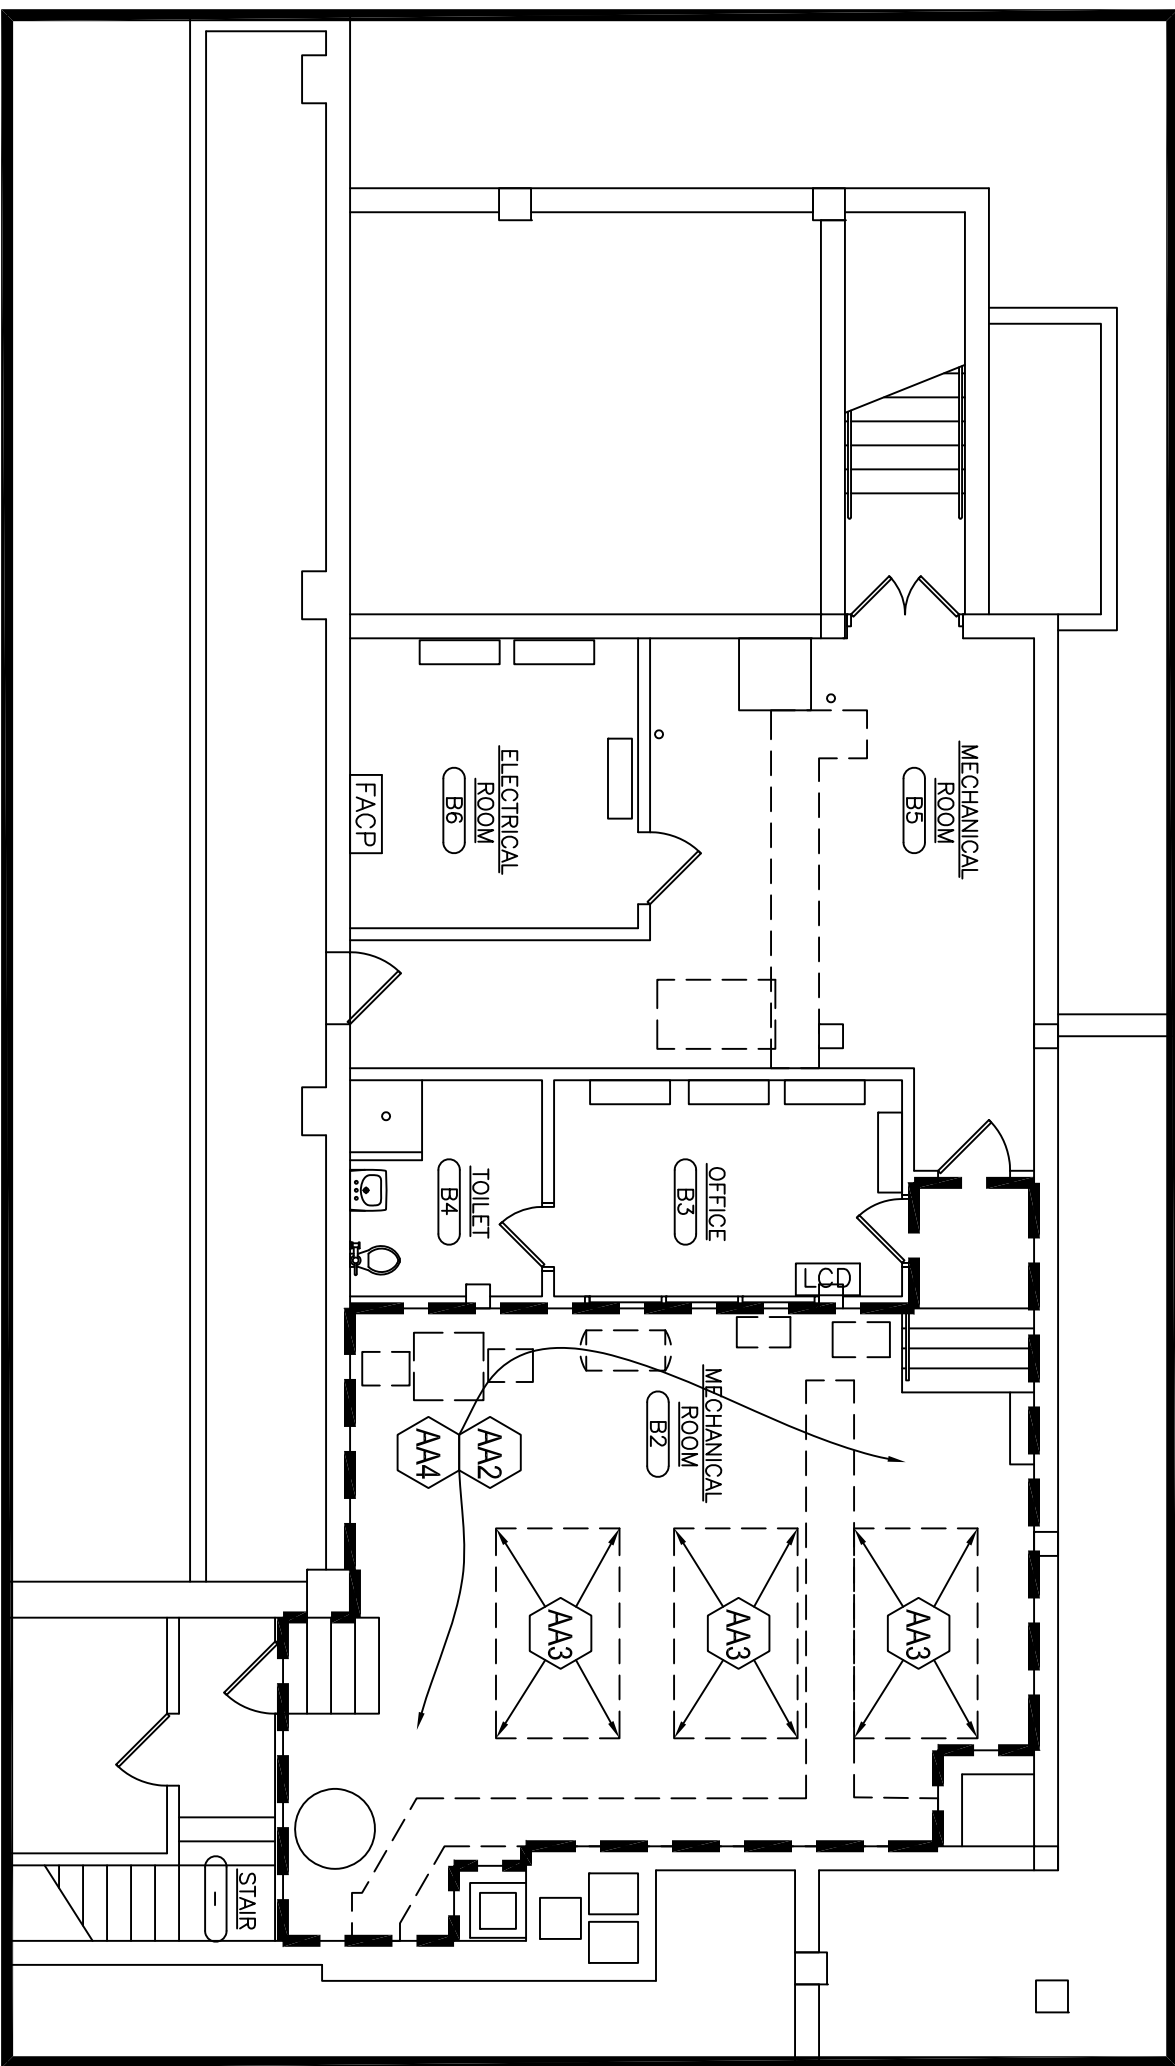 MECHANICAL
ROOM
B5
ELECTRICAL
ROOM
B6
FACP
OFFICE
B3
TOILET
B4
LCD
MECHANICAL
ROOM
B2
AA2
AA4
AA3
AA3
AA3
STAIR
-